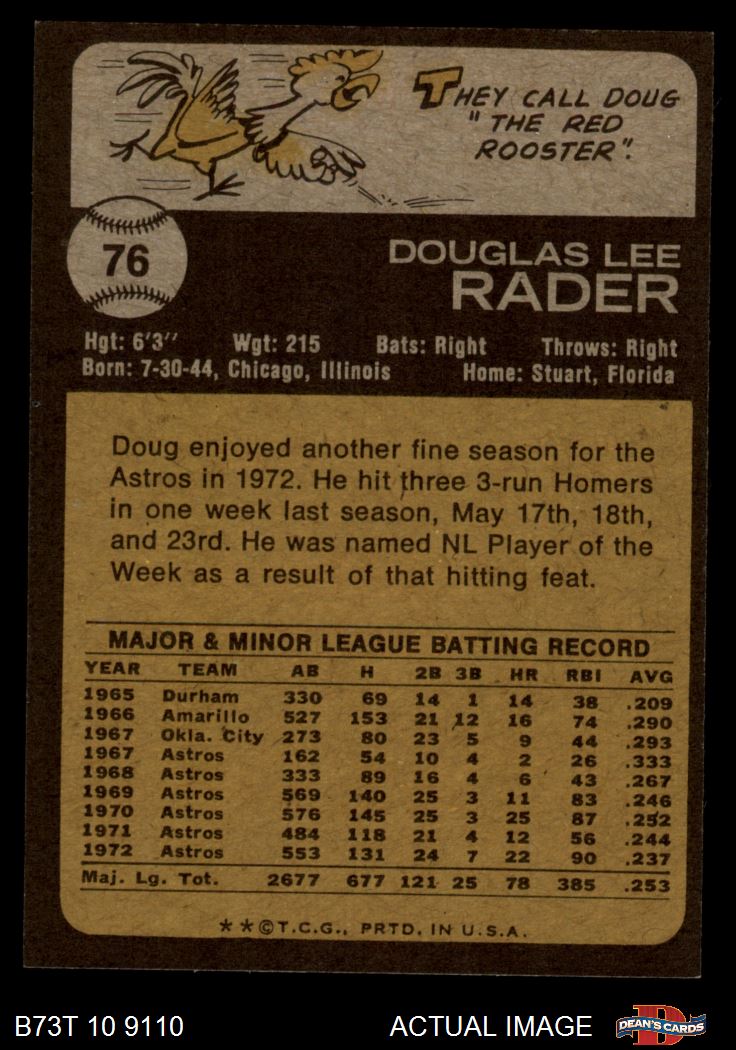 THEY CALL DOUG
"THE RED
ROOSTER".
76
DOUGLAS LEE
RADER
Hgt: 6'3" Wgt: 215 Bats: Right Throws: Right
Born: 7-30-44, Chicago, Illinois Home: Stuart, Florida
Doug enjoyed another fine season for the
Astros in 1972. He hit three 3-run Homers
in one week last season, May 17th, 18th,
and 23rd. He was named NL Player of the
Week as a result of that hitting feat.
MAJOR & MINOR LEAGUE BATTING RECORD
YEAR TEAM AB H 2B 3B HR RBI AVG
1965 Durham 330 69 14 1 14 38 .209
1966 Amarillo 527 153 21 12 16 74 .290
1967 Okla. City 273 80 23 5 9 44 .293
1967 Astros 162 54 10 4 2 26 .333
1968 Astros 333 89 16 4 6 43 .267
1969 Astros 569 140 25 3 11 83 .246
1970 Astros 576 145 25 3 25 87 .252
1971 Astros 484 118 21 4 12 56 .244
1972 Astros 553 131 24 7 22 90 .237
Maj. Lg. Tot. 2677 677 121 25 78 385 .253
**©T.C.G., PRTD. IN U.S.A.
B73T 10 9110 ACTUAL IMAGE D DEAN'S CARDS